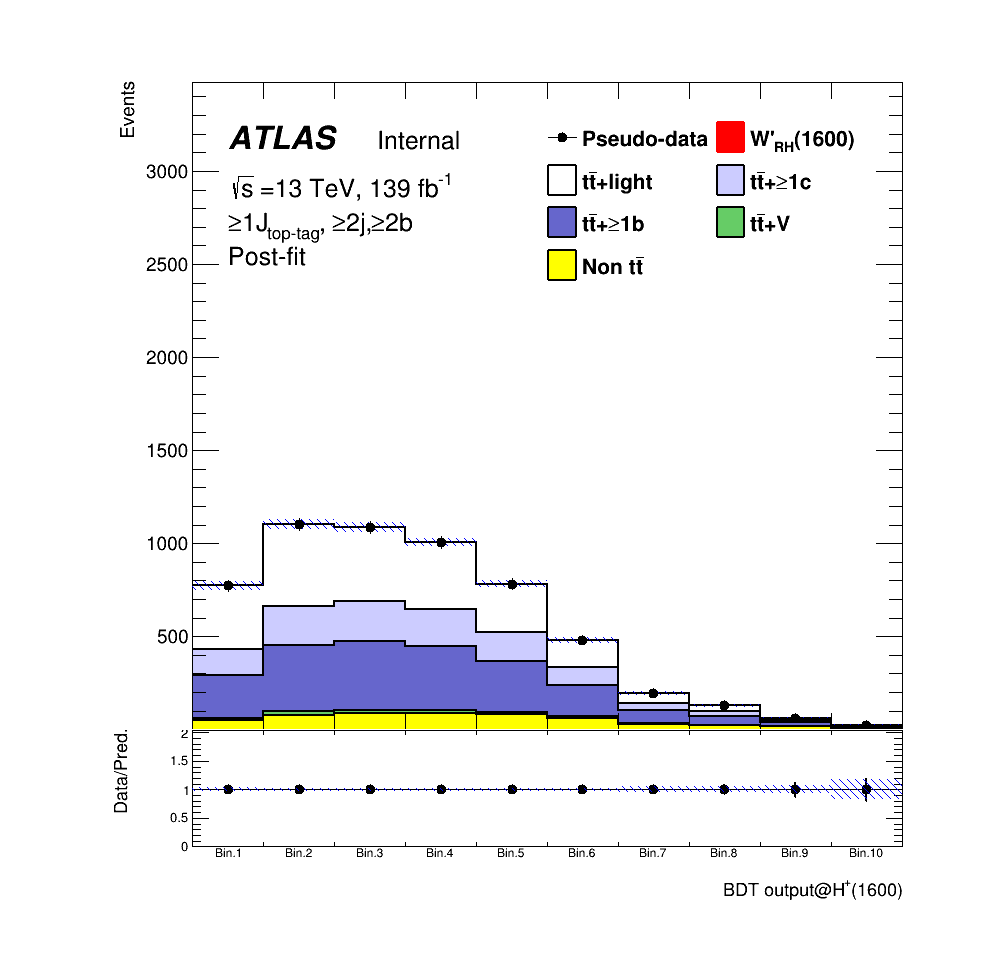 Events
3000
2500
2000
1500
1000
500
ATLAS Internal
√s =13 TeV, 139 fb⁻¹
≥1J_top-tag, ≥2j,≥2b
Post-fit
Pseudo-data
W'_RH(1600)
tt̄+light
tt̄+≥1c
tt̄+≥1b
tt̄+V
Non tt̄
Data/Pred.
2
1.5
1
0.5
0
Bin.1 Bin.2 Bin.3 Bin.4 Bin.5 Bin.6 Bin.7 Bin.8 Bin.9 Bin.10
BDT output@H⁺(1600)